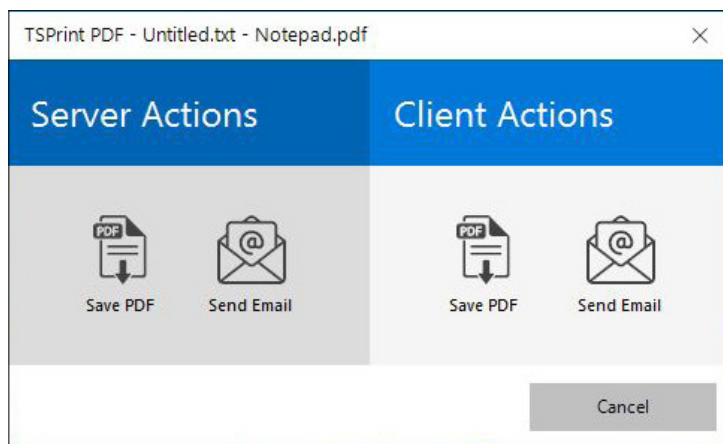 TSPrint PDF - Untitled.txt - Notepad.pdf
Server Actions
Client Actions
PDF
@
PDF
@
Save PDF
Send Email
Save PDF
Send Email
Cancel